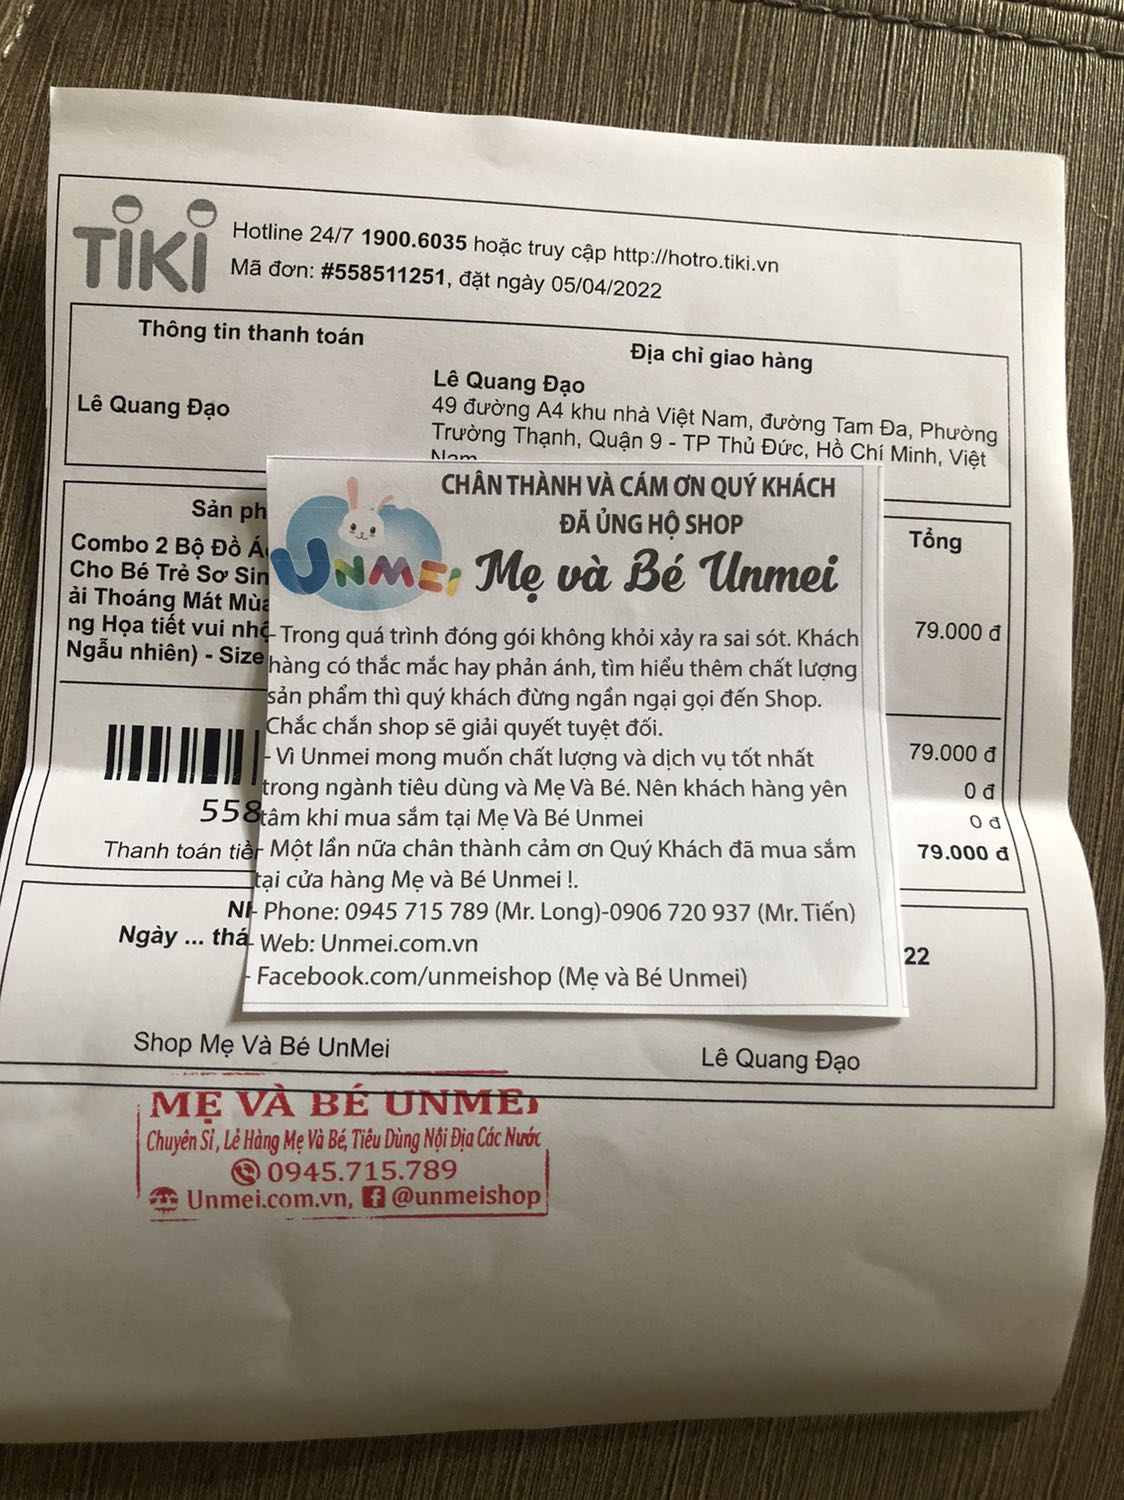 TiKi
Hotline 24/7 1900.6035 hoặc truy cập http://hotro.tiki.vn
Mã đơn: #558511251, đặt ngày 05/04/2022
Thông tin thanh toán
Lê Quang Đạo
Địa chỉ giao hàng
Lê Quang Đạo
49 đường A4 khu nhà Việt Nam, đường Tam Đa, Phường
Trường Thạnh, Quận 9 - TP Thủ Đức, Hồ Chí Minh, Việt
Nam
Sản ph
Tổng
Combo 2 Bộ Đồ
Cho Bé Trẻ Sơ Sin
ải Thoáng Mát Mùa
ng Họa tiết vui nhộ
Ngẫu nhiên) - Size
79.000 đ
79.000 đ
0 đ
0 đ
79.000 đ
558
Thanh toán tiề
Ngày ... thá
22
Shop Mẹ Và Bé UnMei
Lê Quang Đạo
UNMEI
CHÂN THÀNH VÀ CÁM ƠN QUÝ KHÁCH
ĐÃ ỦNG HỘ SHOP
Mẹ và Bé Unmei
- Trong quá trình đóng gói không khỏi xảy ra sai sót. Khách
hàng có thắc mắc hay phản ánh, tìm hiểu thêm chất lượng
sản phẩm thì quý khách đừng ngần ngại gọi đến Shop.
Chắc chắn shop sẽ giải quyết tuyệt đối.
- Vì Unmei mong muốn chất lượng và dịch vụ tốt nhất
trong ngành tiêu dùng và Mẹ Và Bé. Nên khách hàng yên
tâm khi mua sắm tại Mẹ Và Bé Unmei
- Một lần nữa chân thành cảm ơn Quý Khách đã mua sắm
tại cửa hàng Mẹ và Bé Unmei !.
- Phone: 0945 715 789 (Mr. Long)-0906 720 937 (Mr. Tiến)
- Web: Unmei.com.vn
- Facebook.com/unmeishop (Mẹ và Bé Unmei)
MẸ VÀ BÉ UNMEI
Chuyên Sỉ, Lẻ Hàng Mẹ Và Bé, Tiêu Dùng Nội Địa Các Nước
0945.715.789
Unmei.com.vn, @unmeishop